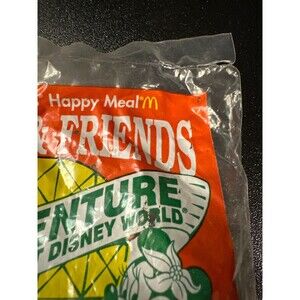 Happy Meal
& FRIENDS
ENTURE
DISNEY WORLD®